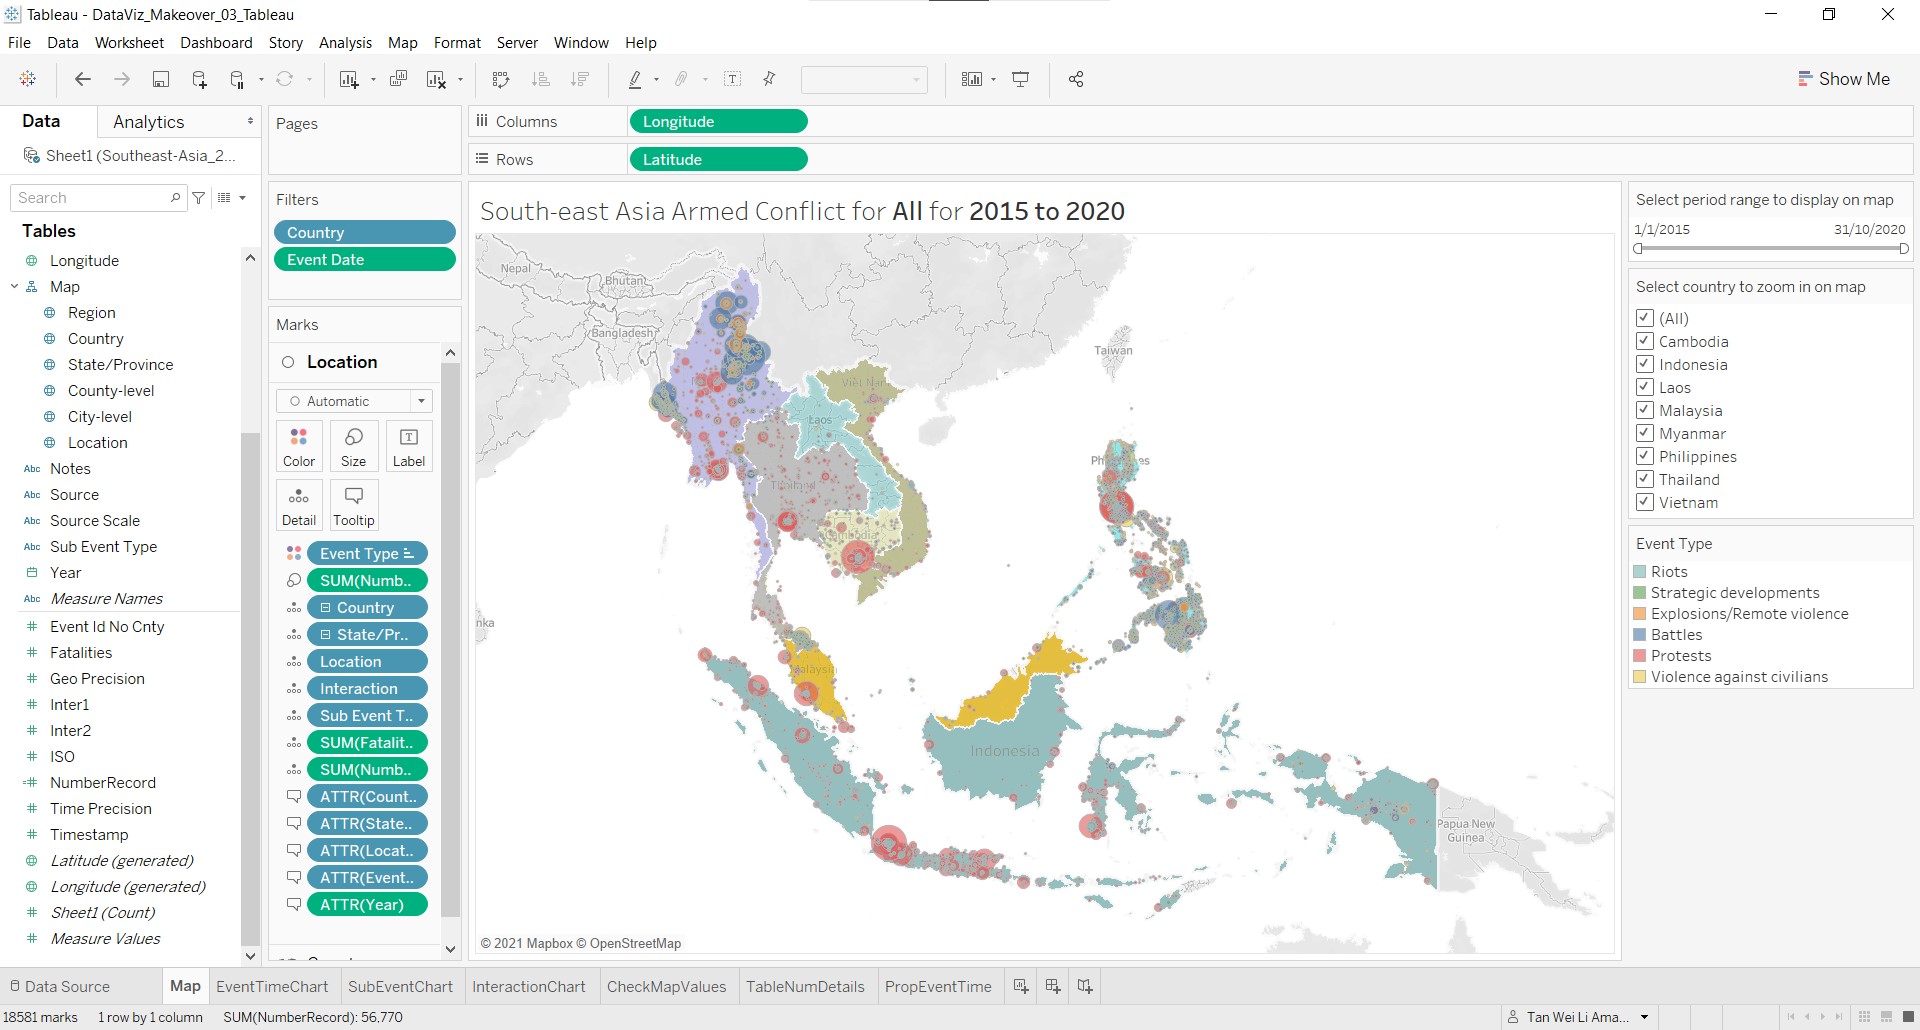 Tableau - DataViz_Makeover_03_Tableau
File Data Worksheet Dashboard Story Analysis Map Format Server Window Help
Show Me
Data Analytics
Sheet1 (Southeast-Asia_2...
Search
Tables
Longitude
Map
Region
Country
State/Province
County-level
City-level
Location
Abc Notes
Abc Source
Abc Source Scale
Abc Sub Event Type
Year
Abc Measure Names
# Event Id No Cnty
# Fatalities
# Geo Precision
# Inter1
# Inter2
# ISO
=# NumberRecord
# Time Precision
# Timestamp
Latitude (generated)
Longitude (generated)
# Sheet1 (Count)
# Measure Values
Pages
Filters
Country
Event Date
Marks
Location
Automatic
Color Size Label
Detail Tooltip
Event Type
SUM(Numb..
Country
State/Pr..
Location
Interaction
Sub Event T..
SUM(Fatalit..
SUM(Numb..
ATTR(Count..
ATTR(State..
ATTR(Locat..
ATTR(Event..
ATTR(Year)
Columns Longitude
Rows Latitude
South-east Asia Armed Conflict for All for 2015 to 2020
Nepal
Bhutan
Bangladesh
Taiwan
Viet Nam
Laos
Thailand
Cambodia
nka
Malaysia
Indonesia
Papua New
Guinea
© 2021 Mapbox © OpenStreetMap
Select period range to display on map
1/1/2015 31/10/2020
Select country to zoom in on map
(All)
Cambodia
Indonesia
Laos
Malaysia
Myanmar
Philippines
Thailand
Vietnam
Event Type
Riots
Strategic developments
Explosions/Remote violence
Battles
Protests
Violence against civilians
Data Source Map EventTimeChart SubEventChart InteractionChart CheckMapValues TableNumDetails PropEventTime
18581 marks 1 row by 1 column SUM(NumberRecord): 56,770
Tan Wei Li Ama...